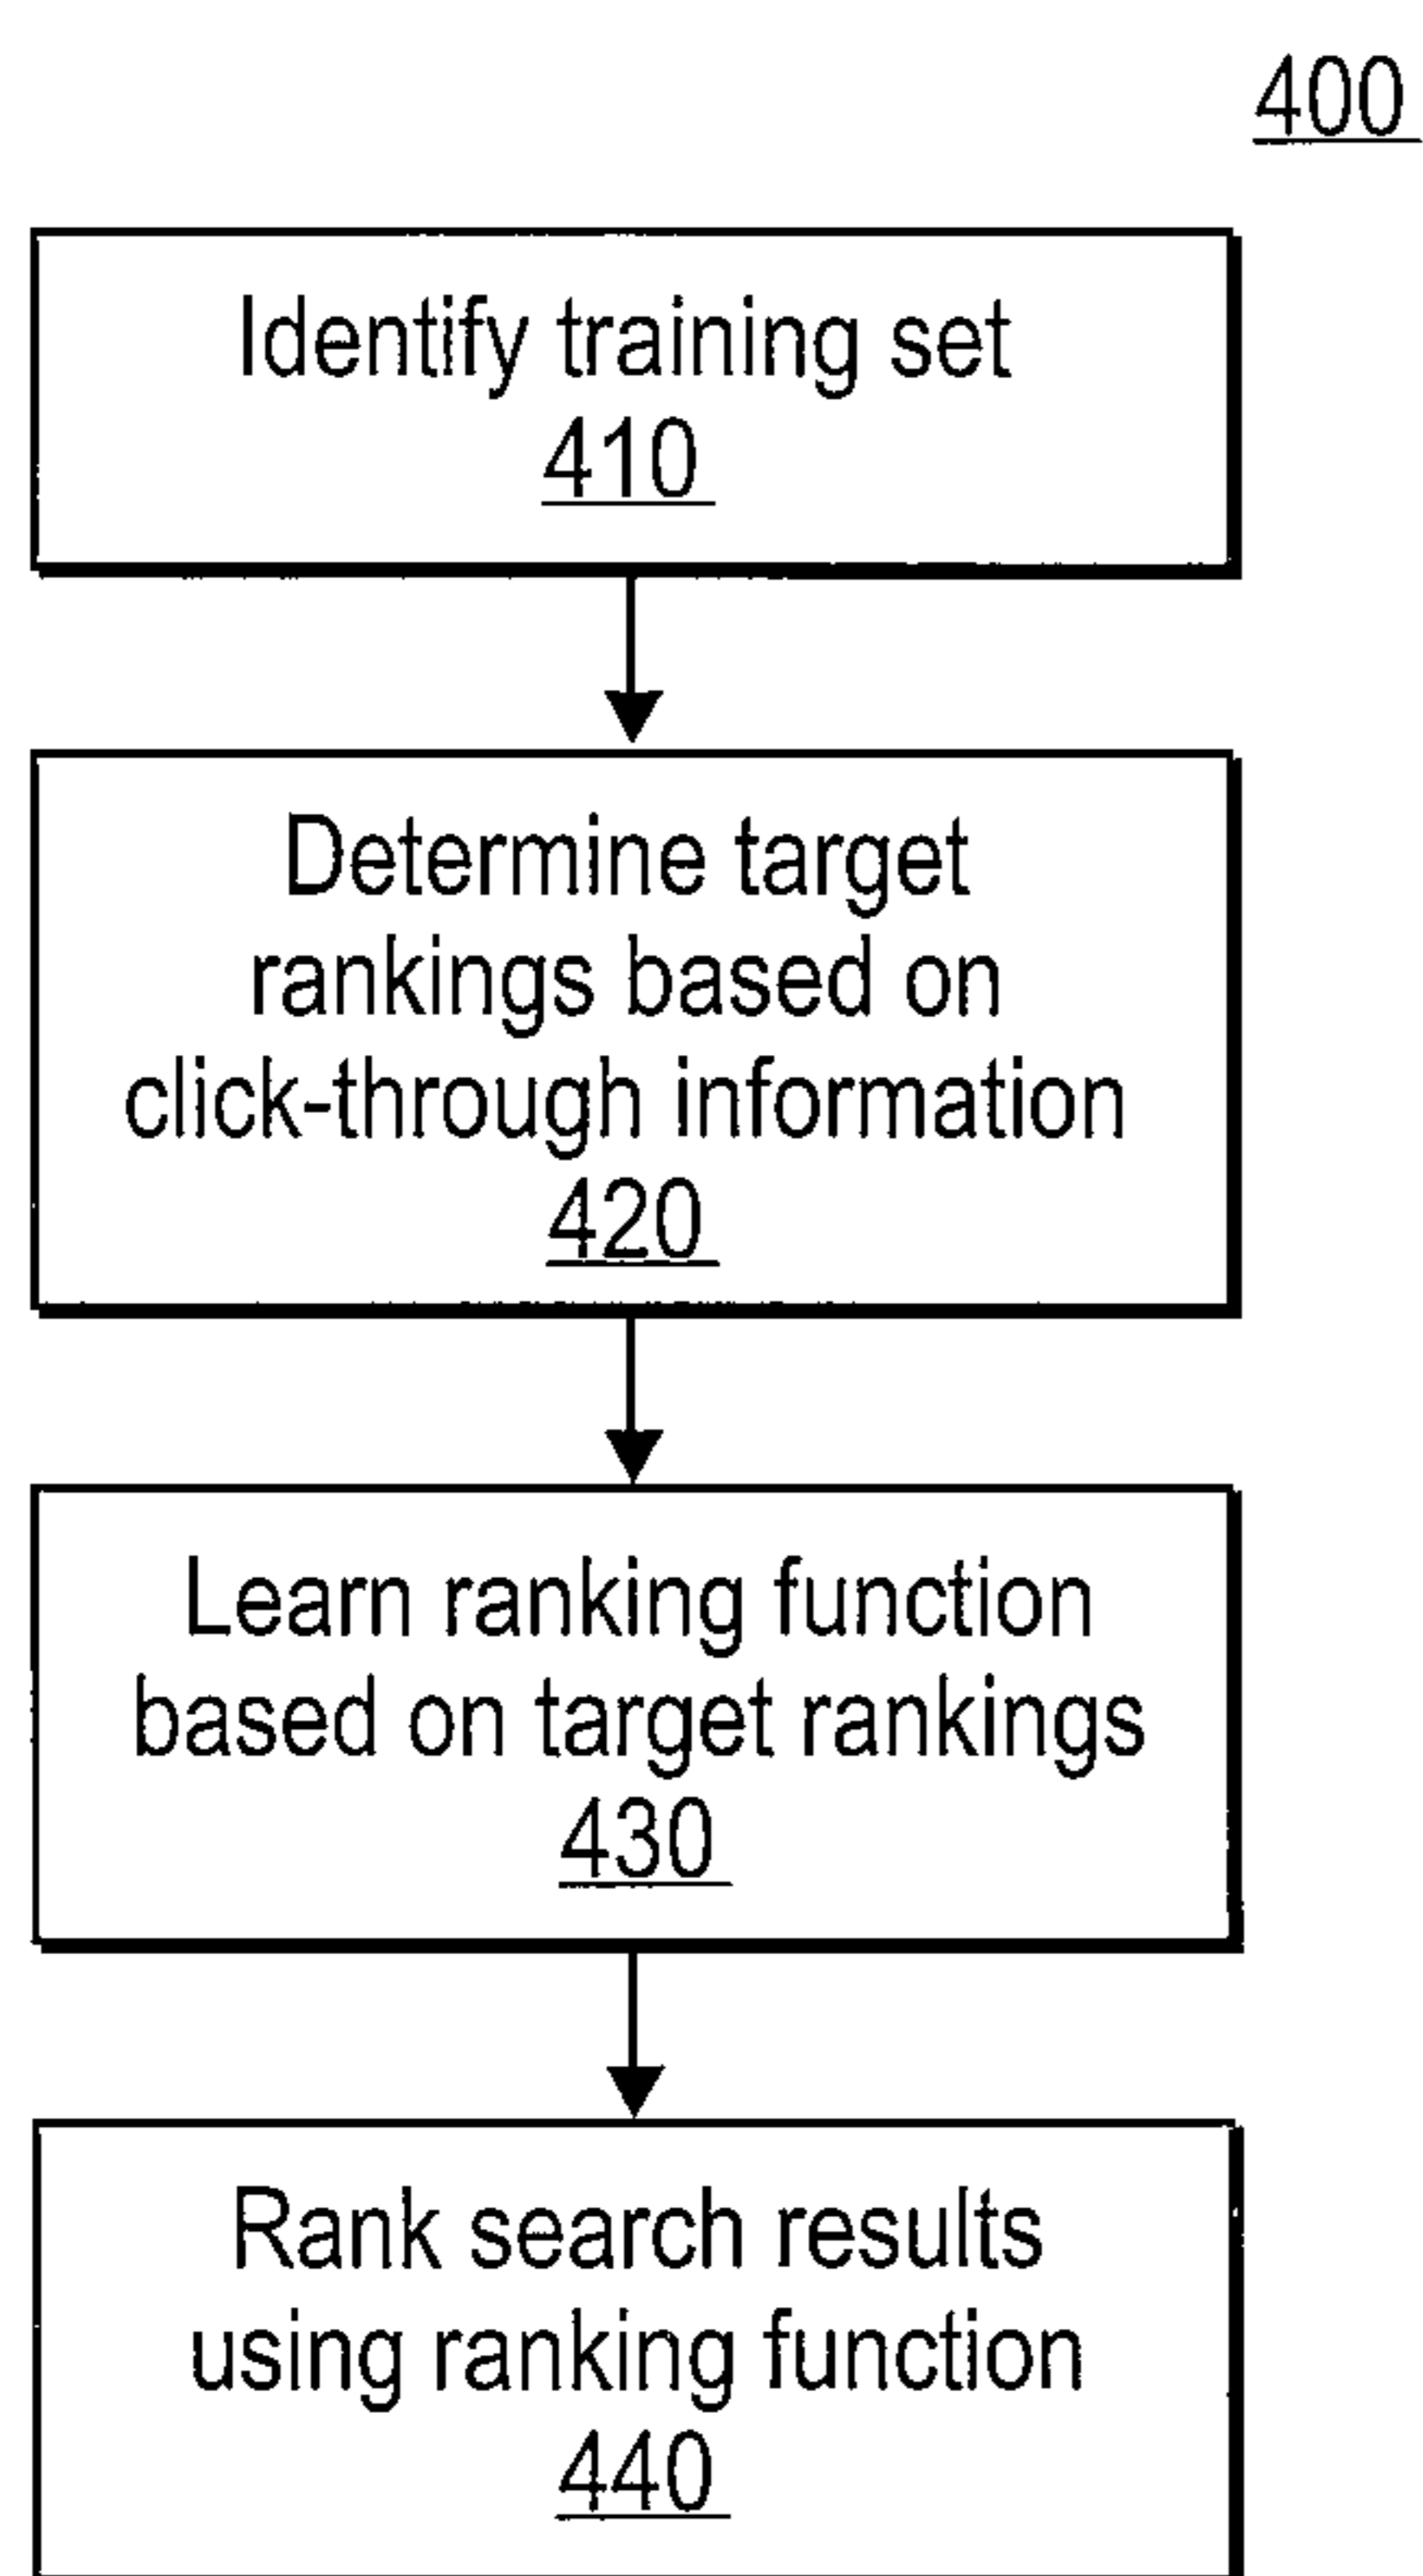 400
Identify training set
410
Determine target
rankings based on
click-through information
420
Learn ranking function
based on target rankings
430
Rank search results
using ranking function
440